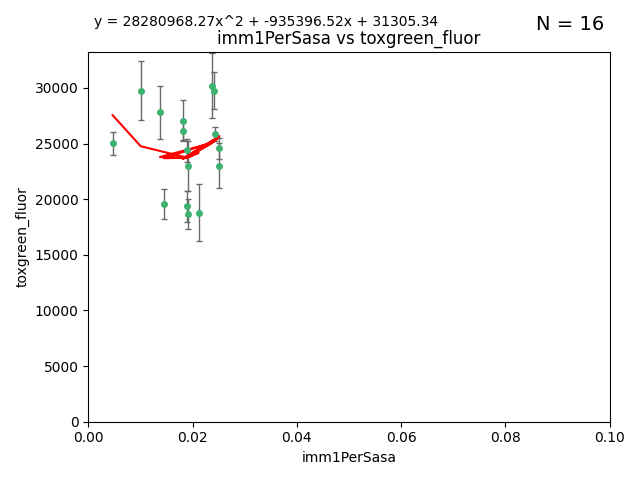 y = 28280968.27x^2 + -935396.52x + 31305.34
N = 16
imm1PerSasa vs toxgreen_fluor
toxgreen_fluor
30000
25000
20000
15000
10000
5000
0
0.00 0.02 0.04 0.06 0.08 0.10
imm1PerSasa